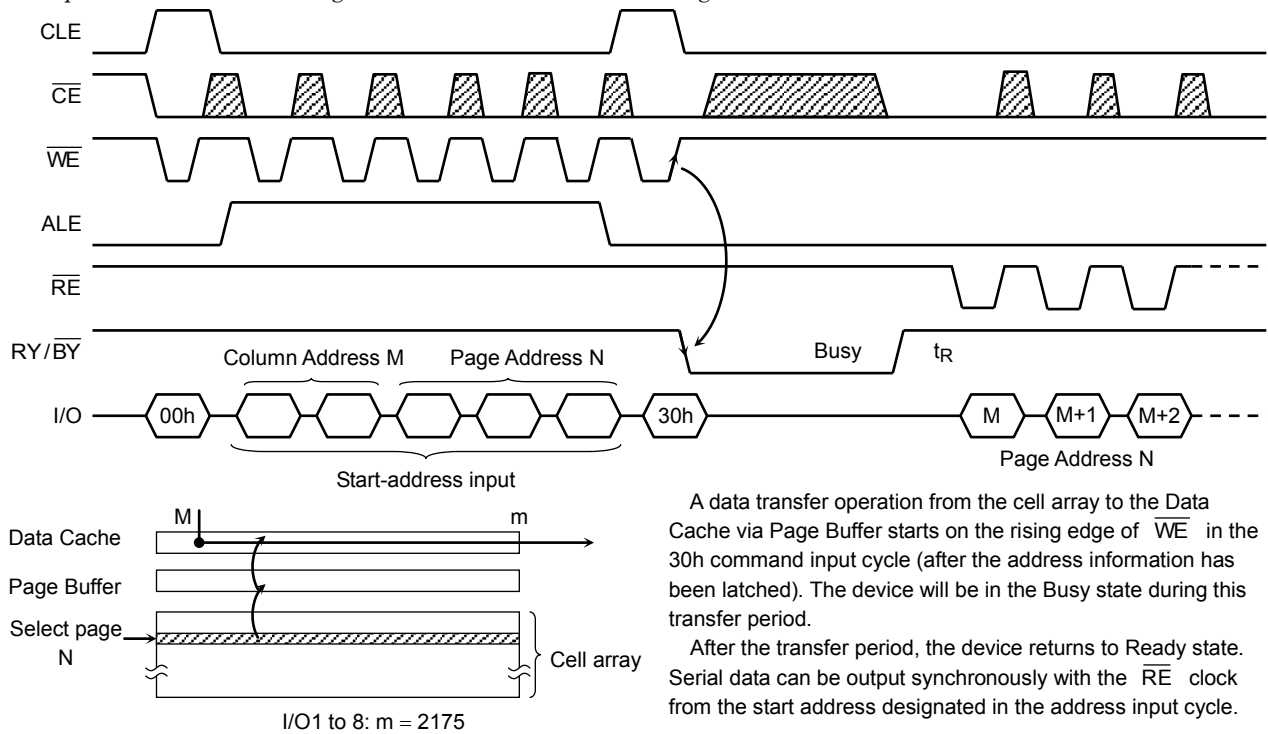 CLE
CE
WE
ALE
RE
RY/BY
Busy
tR
Column Address M
Page Address N
I/O
00h
30h
M
M+1
M+2
Start-address input
Page Address N
M
m
Data Cache
Page Buffer
Select page
N
Cell array
I/O1 to 8: m = 2175
A data transfer operation from the cell array to the Data
Cache via Page Buffer starts on the rising edge of WE in the
30h command input cycle (after the address information has
been latched). The device will be in the Busy state during this
transfer period.
After the transfer period, the device returns to Ready state.
Serial data can be output synchronously with the RE clock
from the start address designated in the address input cycle.